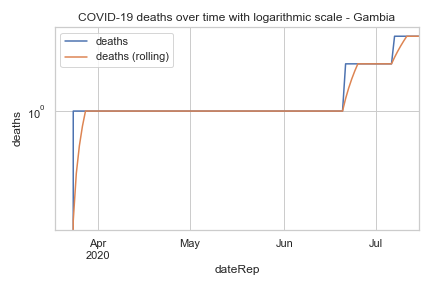 COVID-19 deaths over time with logarithmic scale - Gambia
deaths
deaths (rolling)
10⁰
deaths
Apr
2020
May
Jun
Jul
dateRep